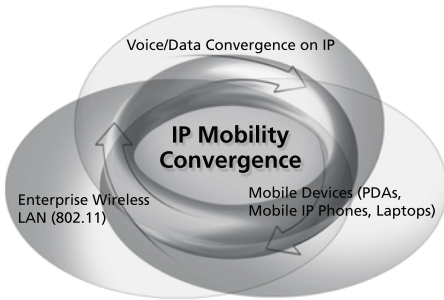 Voice/Data Convergence on IP
IP Mobility
Convergence
Enterprise Wireless
LAN (802.11)
Mobile Devices (PDAs,
Mobile IP Phones, Laptops)